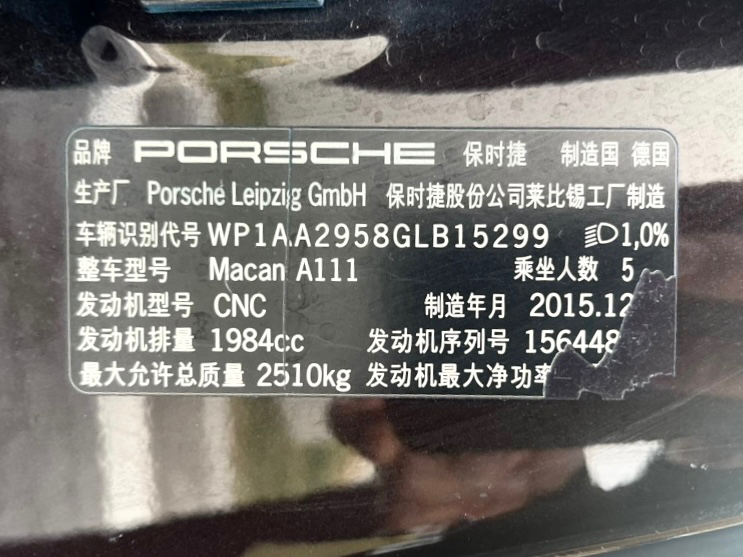 品牌 PORSCHE 保时捷 制造国 德国
生产厂 Porsche Leipzig GmbH 保时捷股份公司莱比锡工厂制造
车辆识别代号 WP1AA2958GLB15299 1,0%
整车型号 Macan A111 乘坐人数 5
发动机型号 CNC 制造年月 2015.12
发动机排量 1984cc 发动机序列号 156448
最大允许总质量 2510kg 发动机最大净功率